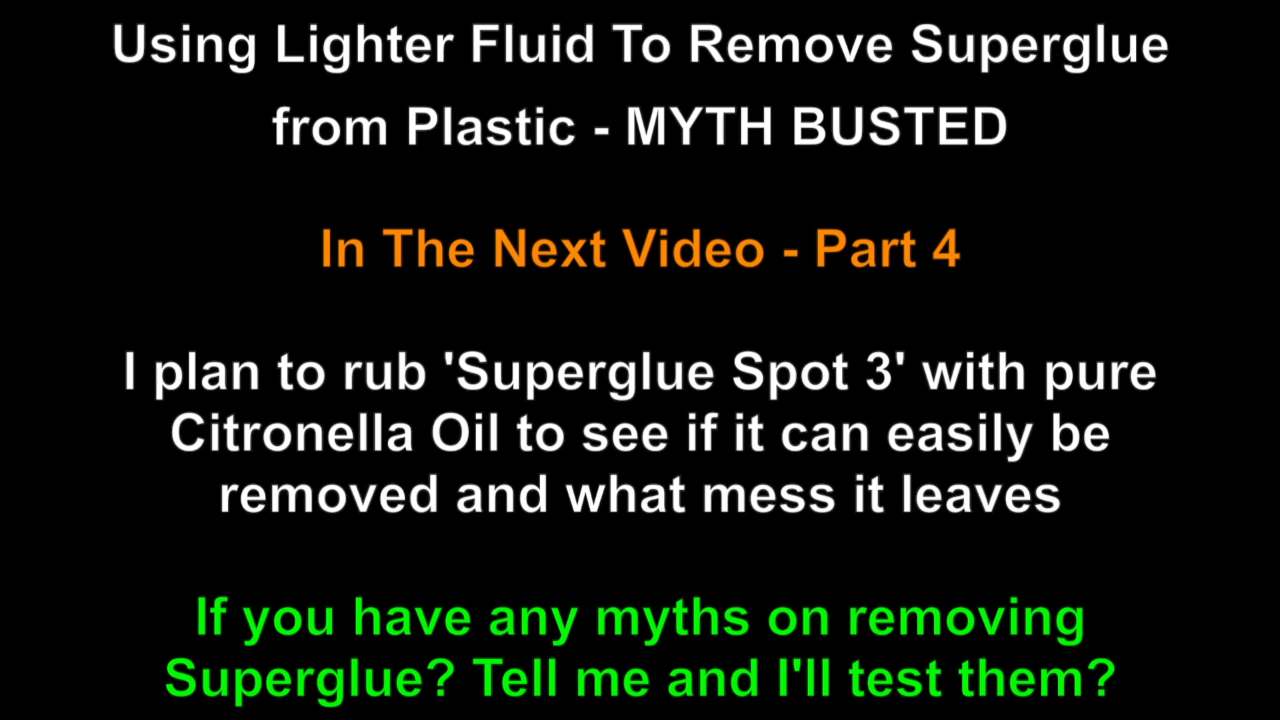 Using Lighter Fluid To Remove Superglue
from Plastic - MYTH BUSTED
In The Next Video - Part 4
I plan to rub 'Superglue Spot 3' with pure
Citronella Oil to see if it can easily be
removed and what mess it leaves
If you have any myths on removing
Superglue? Tell me and I'll test them?